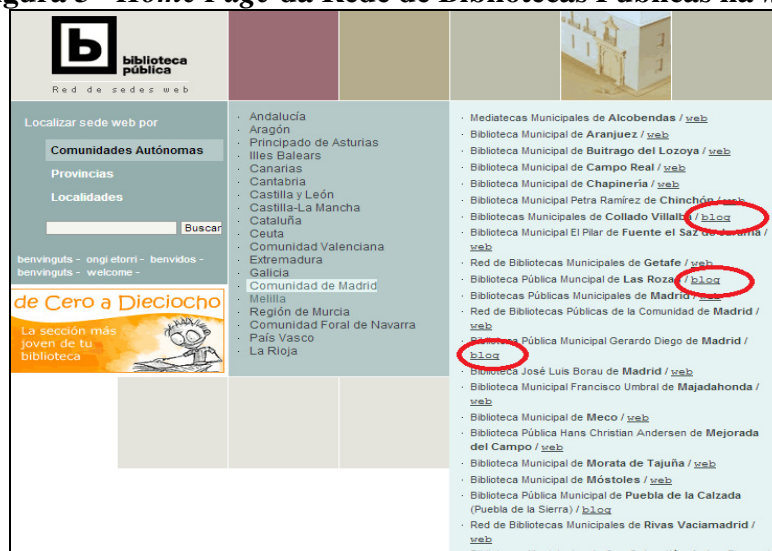 Figura 5 - Home Page da Rede de Bibliotecas Públicas na
b
biblioteca
pública
Red de sedes web
Localizar sede web por
Comunidades Autónomas
Provincias
Localidades
Buscar
benvinguts - ongi etorri - benvidos -
benvinguts - welcome -
de Cero a Dieciocho
La sección más
joven de tu
biblioteca
· Andalucía
· Aragón
· Principado de Asturias
· Illes Balears
· Canarias
· Cantabria
· Castilla y León
· Castilla-La Mancha
· Cataluña
· Ceuta
· Comunidad Valenciana
· Extremadura
· Galicia
· Comunidad de Madrid
· Melilla
· Región de Murcia
· Comunidad Foral de Navarra
· País Vasco
· La Rioja
· Mediatecas Municipales de Alcobendas / web
· Biblioteca Municipal de Aranjuez / web
· Biblioteca Municipal de Buitrago del Lozoya / web
· Biblioteca Municipal de Campo Real / web
· Biblioteca Municipal de Chapinería / web
· Biblioteca Municipal Petra Ramírez de Chinchón / web
· Bibliotecas Municipales de Collado Villalba / blog
· Biblioteca Municipal El Pilar de Fuente el Saz de Jarama /
web
· Red de Bibliotecas Municipales de Getafe / web
· Biblioteca Pública Muncipal de Las Rozas / blog
· Bibliotecas Públicas Municipales de Madrid / web
· Red de Bibliotecas Públicas de la Comunidad de Madrid /
web
· Biblioteca Pública Municipal Gerardo Diego de Madrid /
blog
· Biblioteca José Luis Borau de Madrid / web
· Biblioteca Municipal Francisco Umbral de Majadahonda /
web
· Biblioteca Municipal de Meco / web
· Biblioteca Pública Hans Christian Andersen de Mejorada
del Campo / web
· Biblioteca Municipal de Morata de Tajuña / web
· Biblioteca Municipal de Móstoles / web
· Biblioteca Pública Municipal de Puebla de la Calzada
(Puebla de la Sierra) / blog
· Red de Bibliotecas Municipales de Rivas Vaciamadrid /
web